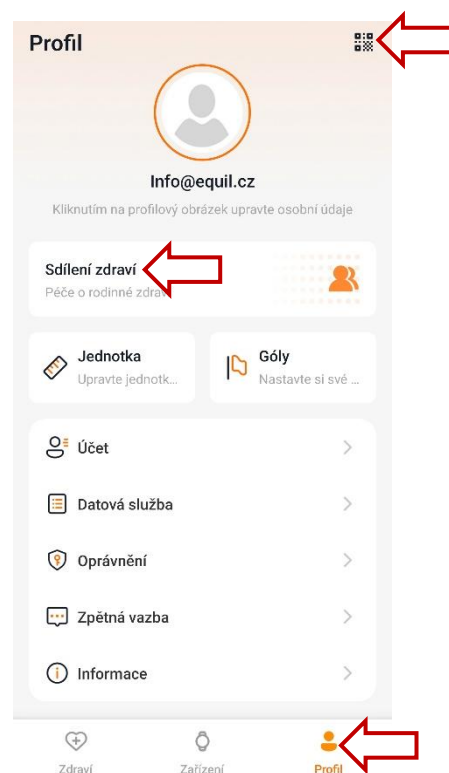 Profil
Info@equil.cz
Kliknutím na profilový obrázek upravte osobní údaje
Sdílení zdraví
Péče o rodinné zdraví
Jednotka
Upravte jednotk...
Góly
Nastavte si své ...
Účet
Datová služba
Oprávnění
Zpětná vazba
Informace
Zdraví
Zařízení
Profil